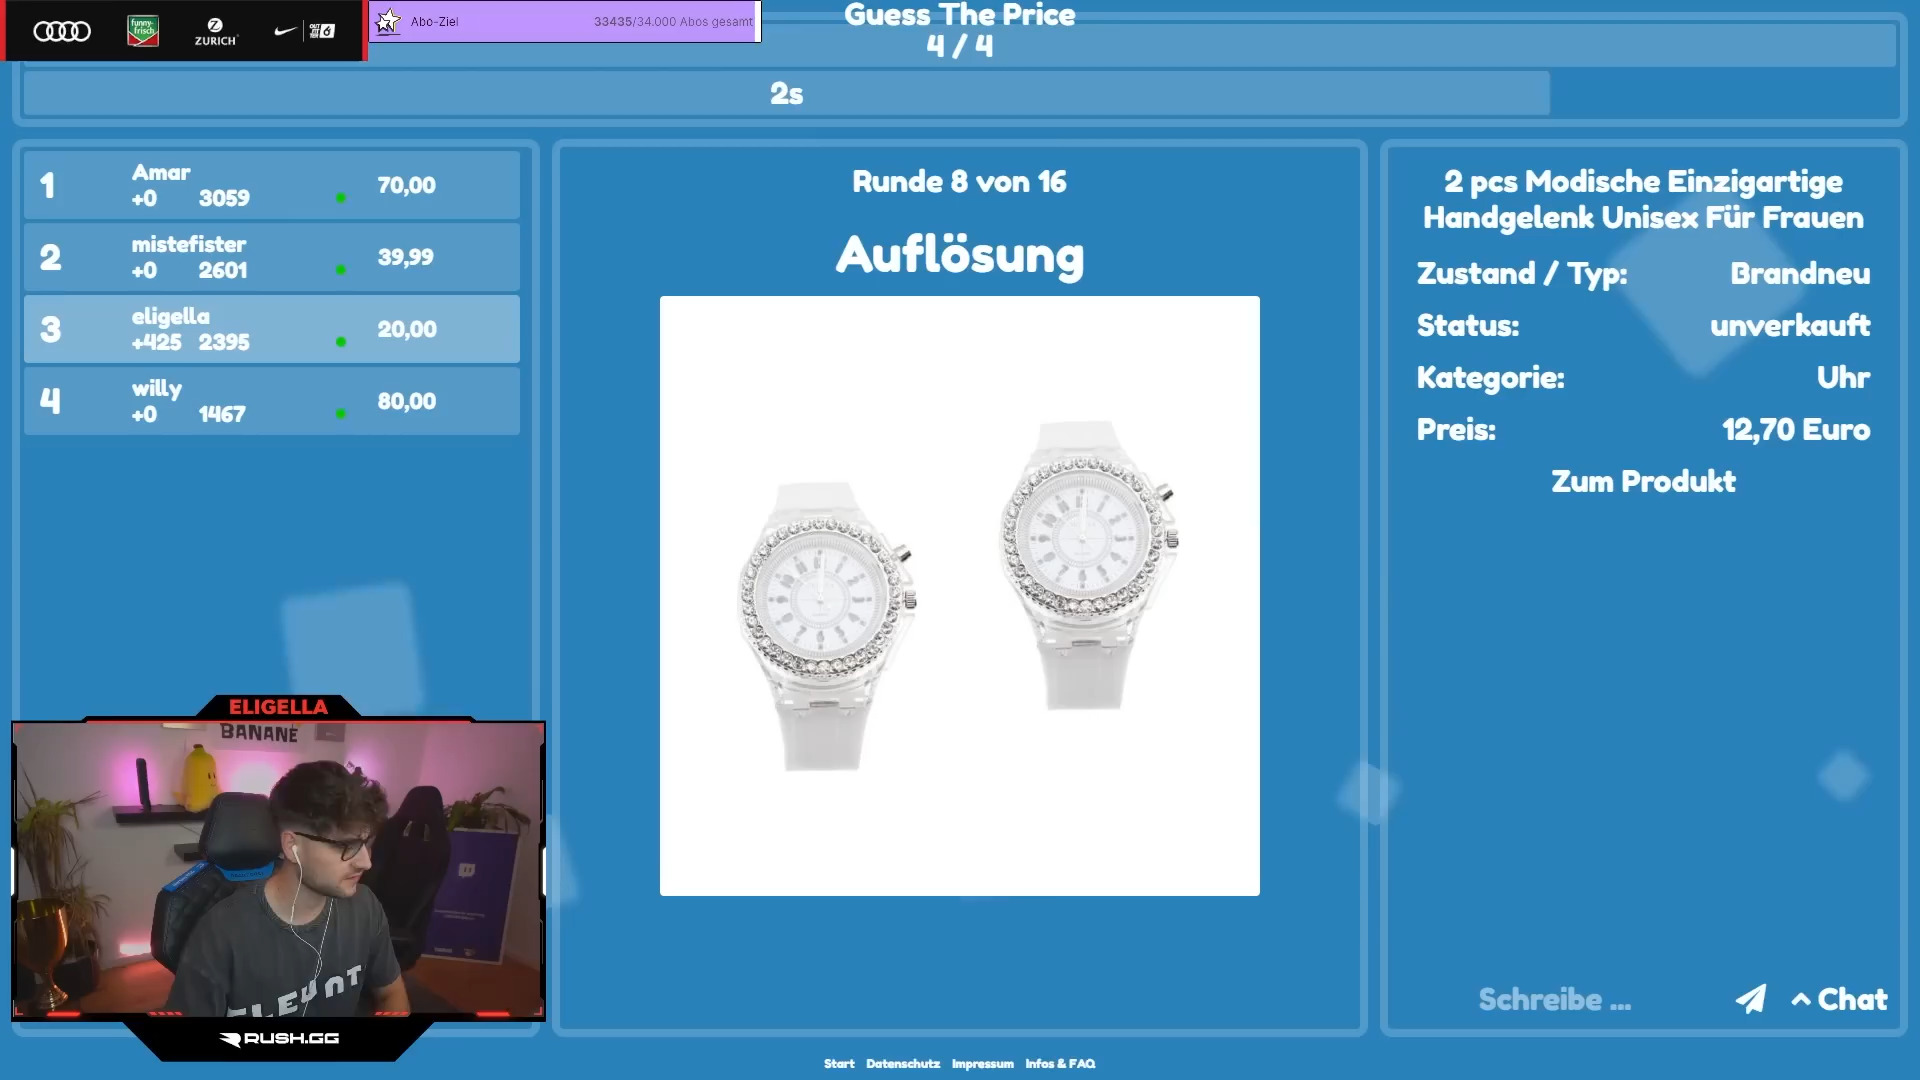 funny-frisch
ZURICH
Abo-Ziel
33435/34.000 Abos gesamt
Guess The Price
4 / 4
2s
1
Amar
+0 3059
70,00
2
mistefister
+0 2601
39,99
3
eligella
+425 2395
20,00
4
willy
+0 1467
80,00
Runde 8 von 16
Auflösung
2 pcs Modische Einzigartige
Handgelenk Unisex Für Frauen
Zustand / Typ: Brandneu
Status: unverkauft
Kategorie: Uhr
Preis: 12,70 Euro
Zum Produkt
ELIGELLA
BANANE
RUSH.GG
Schreibe ...
Chat
Start Datenschutz Impressum Infos & FAQ